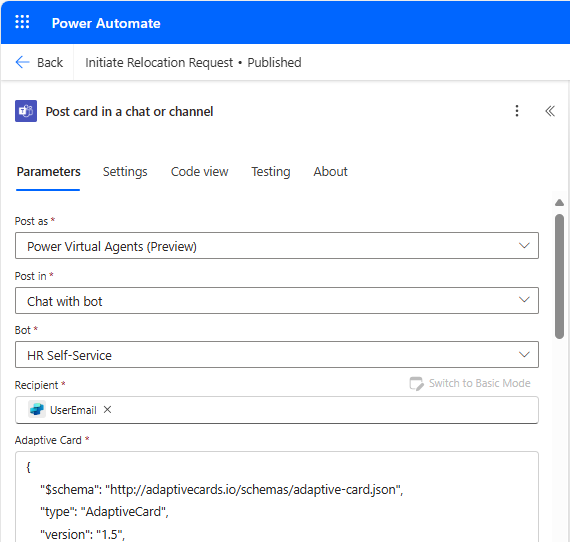 Power Automate
Back Initiate Relocation Request • Published
Post card in a chat or channel
Parameters Settings Code view Testing About
Post as *
Power Virtual Agents (Preview)
Post in *
Chat with bot
Bot *
HR Self-Service
Recipient * Switch to Basic Mode
UserEmail ×
Adaptive Card *
{
"$schema": "http://adaptivecards.io/schemas/adaptive-card.json",
"type": "AdaptiveCard",
"version": "1.5",